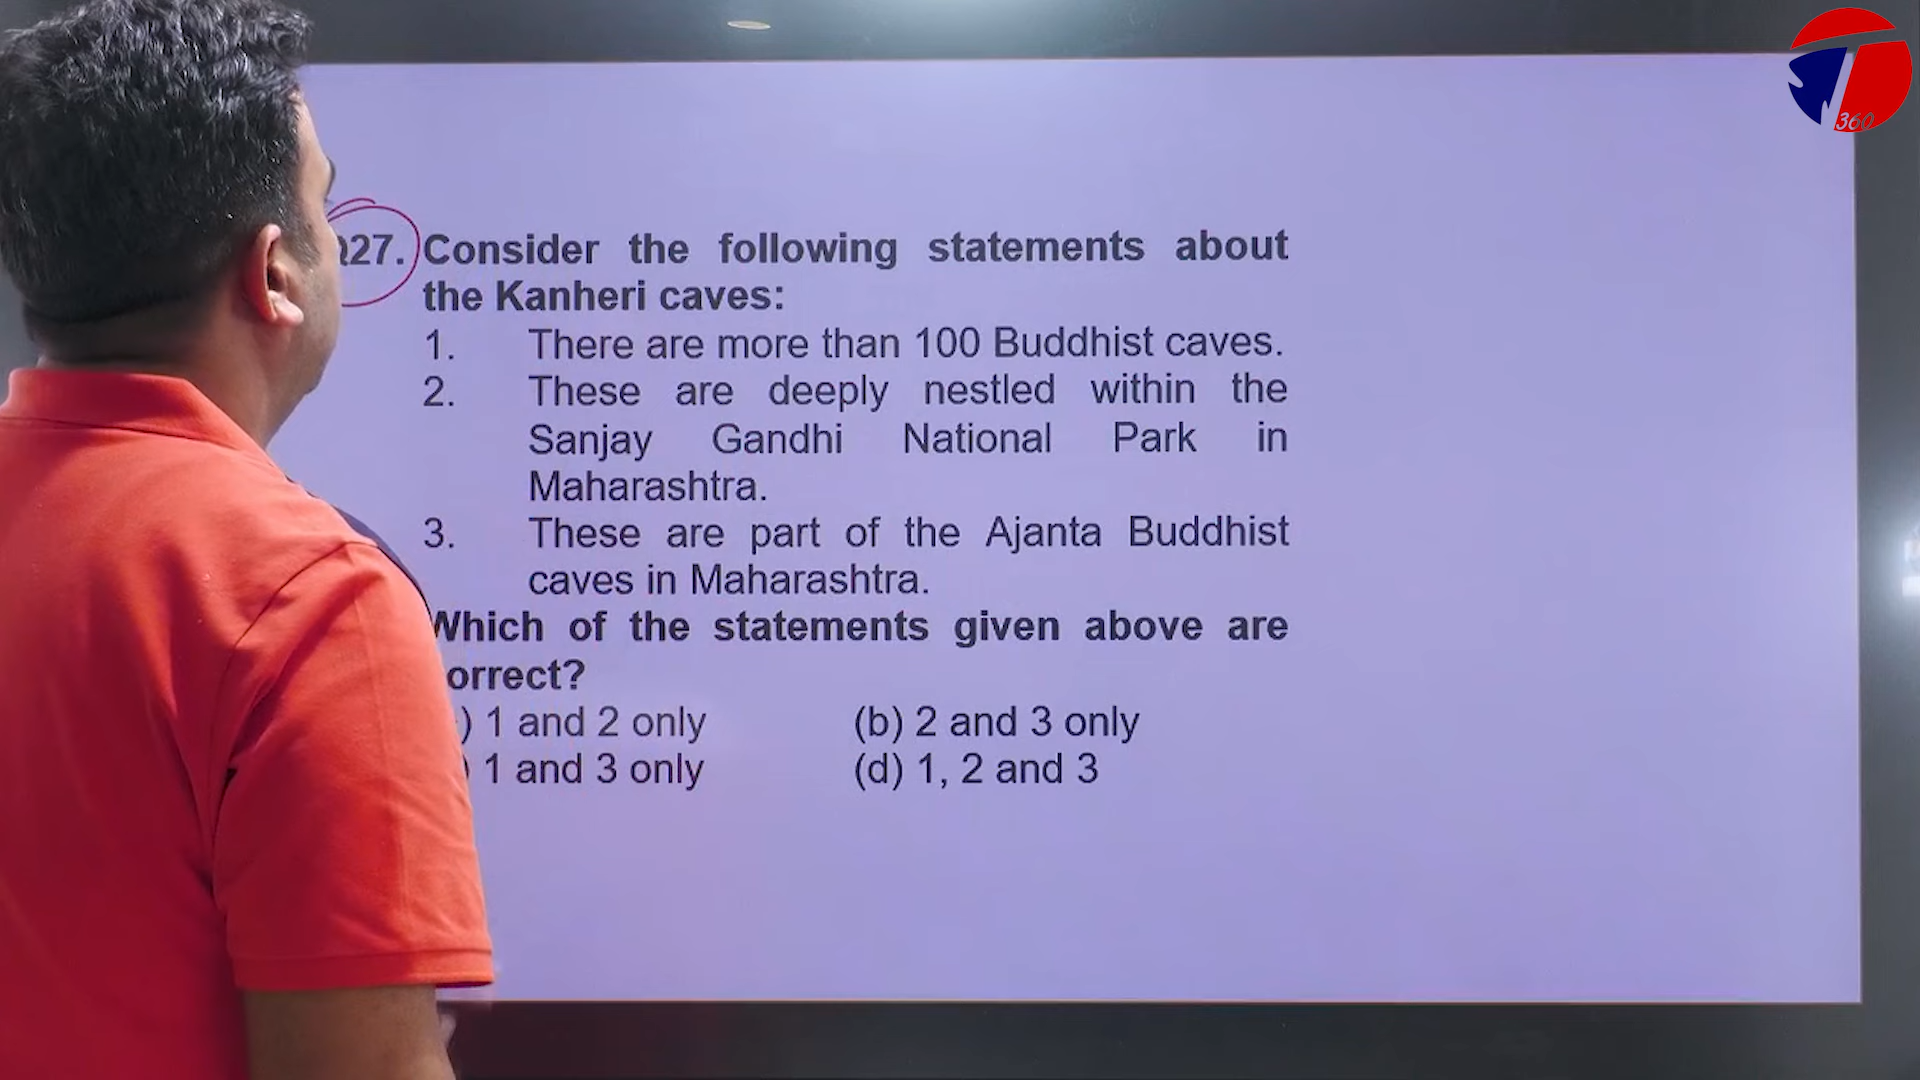 27. Consider the following statements about
the Kanheri caves:
1. There are more than 100 Buddhist caves.
2. These are deeply nestled within the
Sanjay Gandhi National Park in
Maharashtra.
3. These are part of the Ajanta Buddhist
caves in Maharashtra.
Which of the statements given above are
orrect?
) 1 and 2 only (b) 2 and 3 only
) 1 and 3 only (d) 1, 2 and 3
360